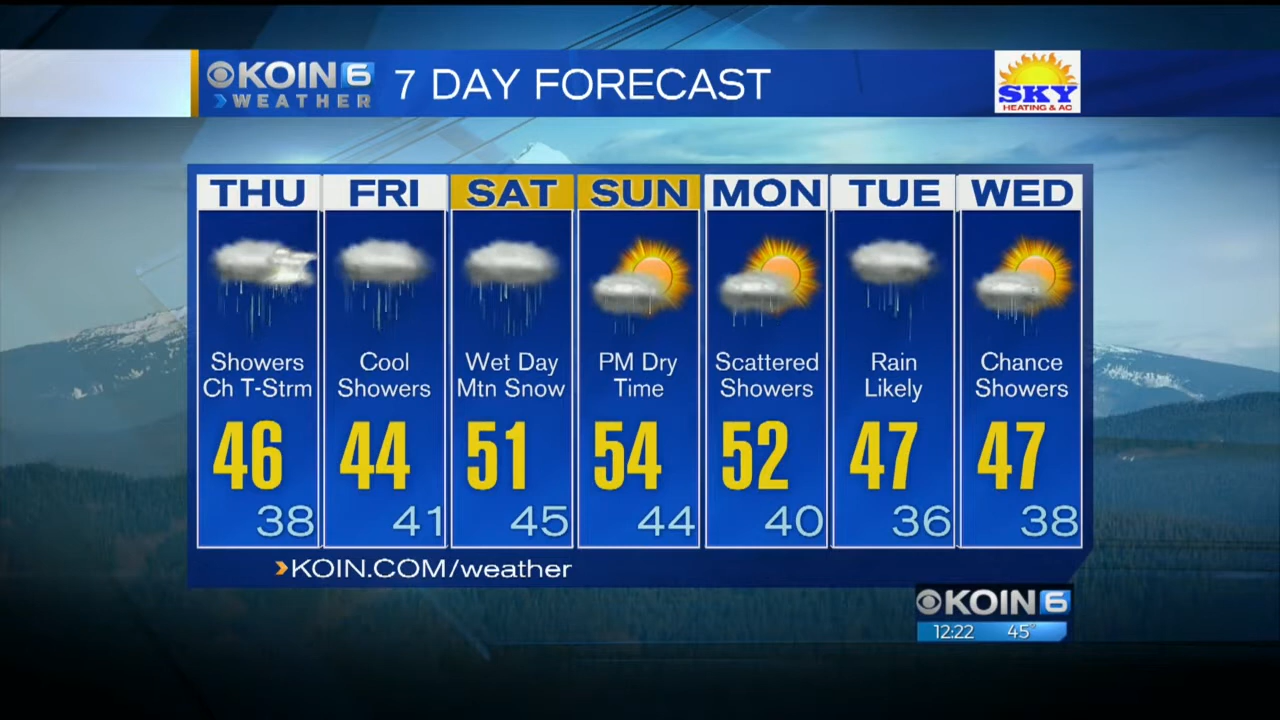 KOIN 6
WEATHER
7 DAY FORECAST
SKY
HEATING & AC
THU FRI SAT SUN MON TUE WED
Showers Cool Wet Day PM Dry Scattered Rain Chance
Ch T-Strm Showers Mtn Snow Time Showers Likely Showers
46 44 51 54 52 47 47
38 41 45 44 40 36 38
KOIN.COM/weather
KOIN 6
12:22 45°